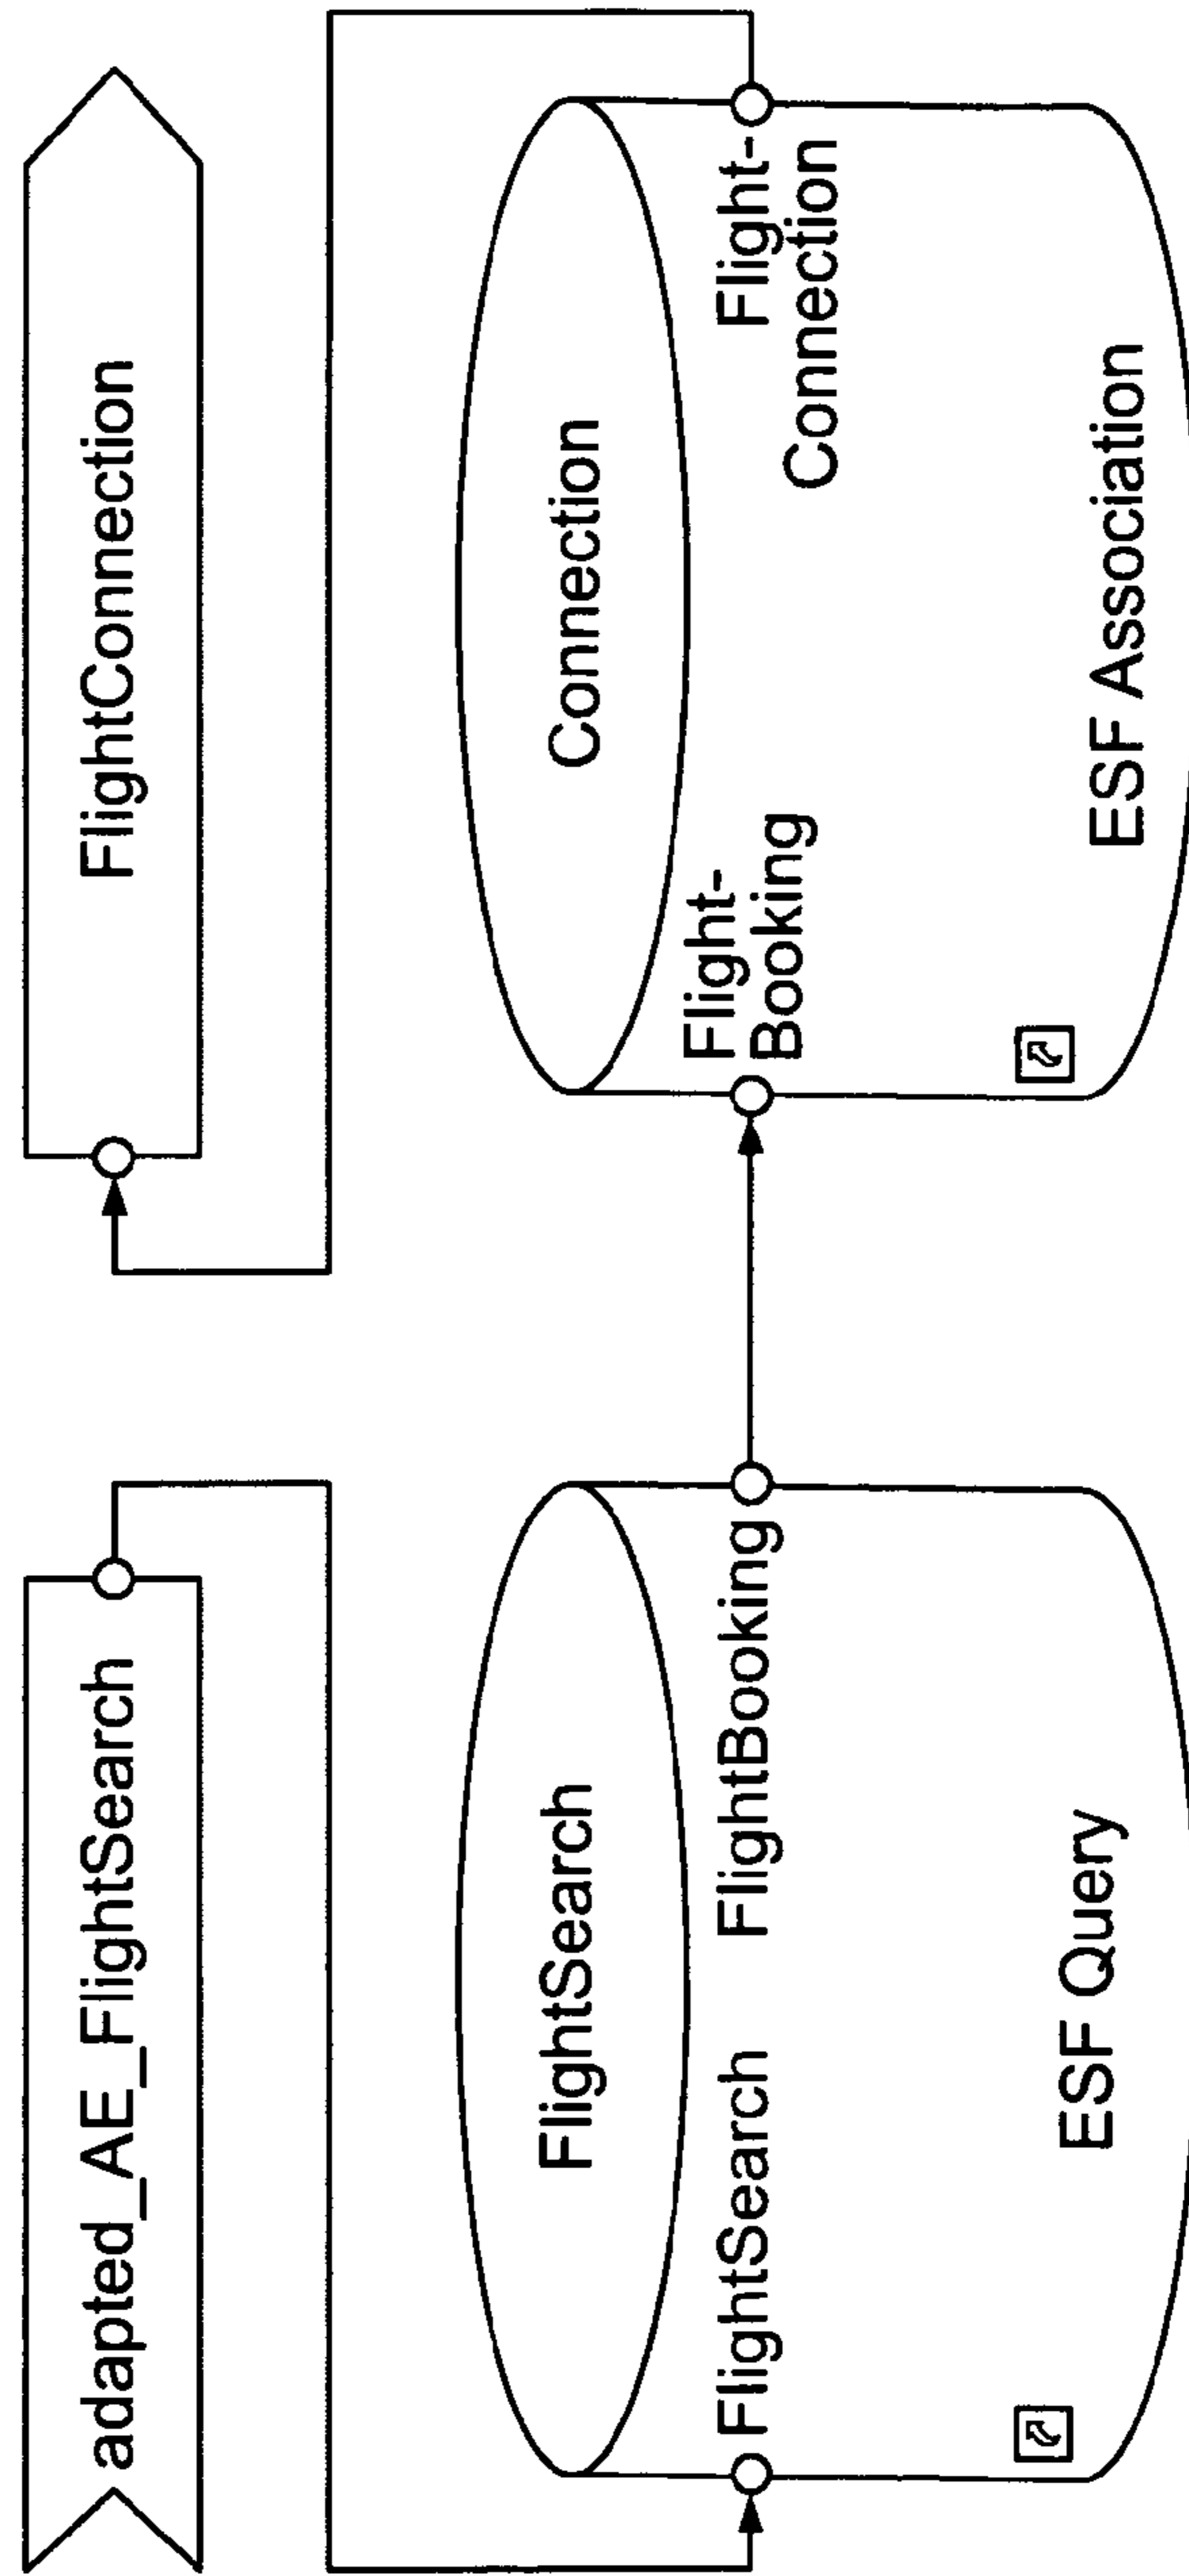 adapted_AE_FlightSearch
FlightConnection
FlightSearch
FlightSearch
FlightBooking
ESF Query
Connection
Flight-
Booking
Flight-
Connection
ESF Association